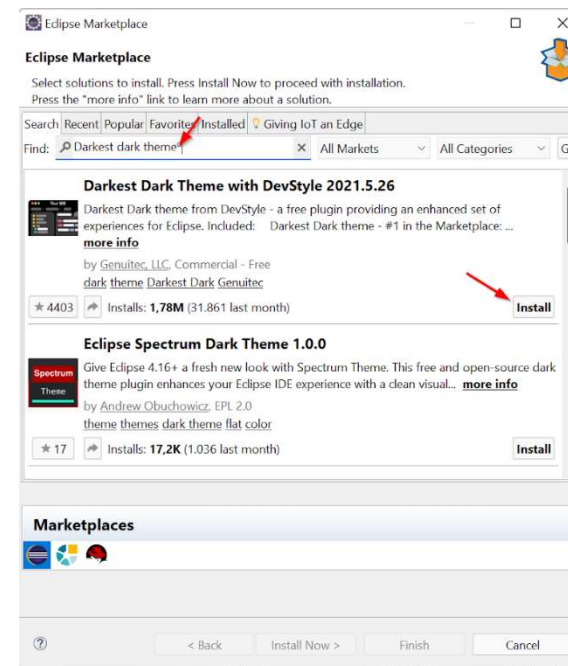 Eclipse Marketplace
Eclipse Marketplace
Select solutions to install. Press Install Now to proceed with installation.
Press the "more info" link to learn more about a solution.
Search Recent Popular Favorites Installed Giving IoT an Edge
Find: Darkest dark theme All Markets All Categories G
Darkest Dark Theme with DevStyle 2021.5.26
Darkest Dark theme from DevStyle - a free plugin providing an enhanced set of
experiences for Eclipse. Included: Darkest Dark theme - #1 in the Marketplace: ...
more info
by Genuitec, LLC, Commercial - Free
dark theme Darkest Dark Genuitec
4403 Installs: 1,78M (31.861 last month) Install
Eclipse Spectrum Dark Theme 1.0.0
Spectrum
Theme
Give Eclipse 4.16+ a fresh new look with Spectrum Theme. This free and open-source dark
theme plugin enhances your Eclipse IDE experience with a clean visual... more info
by Andrew Obuchowicz, EPL 2.0
theme themes dark theme flat color
17 Installs: 17,2K (1.036 last month) Install
Marketplaces
? < Back Install Now > Finish Cancel